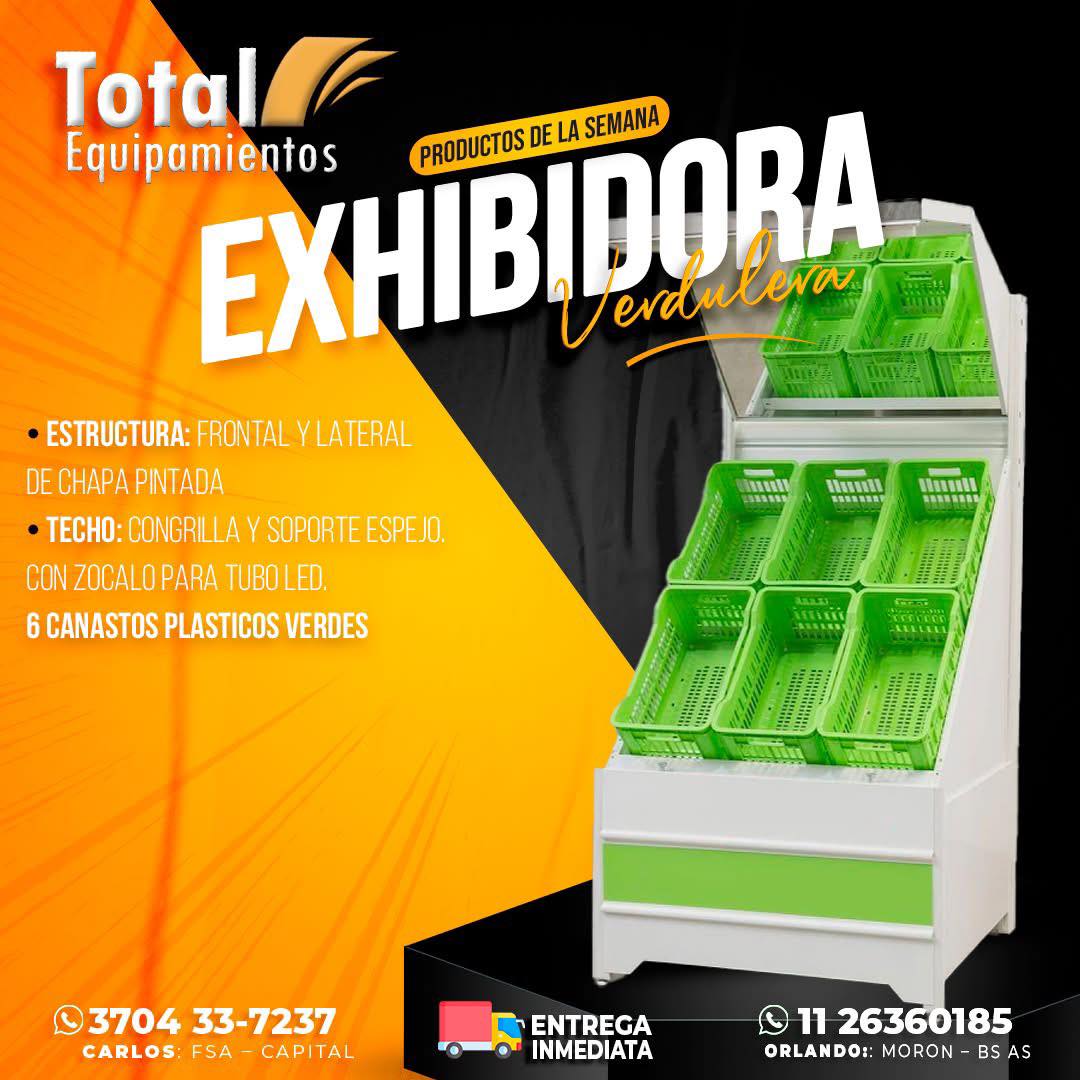 Total
Equipamientos
PRODUCTOS DE LA SEMANA
EXHIBIDORA
Verdulera
• ESTRUCTURA: FRONTAL Y LATERAL
DE CHAPA PINTADA
• TECHO: CONGRILLA Y SOPORTE ESPEJO.
CON ZOCALO PARA TUBO LED.
6 CANASTOS PLASTICOS VERDES
3704 33-7237
CARLOS: FSA – CAPITAL
ENTREGA
INMEDIATA
11 26360185
ORLANDO:: MORON – BS AS